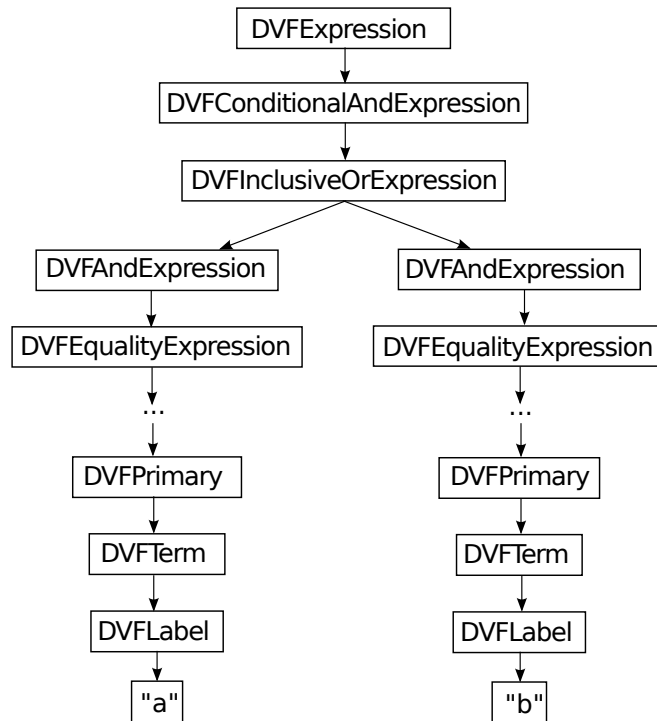 DVFExpression
DVFConditionalAndExpression
DVFInclusiveOrExpression
DVFAndExpression DVFAndExpression
DVFEqualityExpression DVFEqualityExpression
... ...
DVFPrimary DVFPrimary
DVFTerm DVFTerm
DVFLabel DVFLabel
"a" "b"